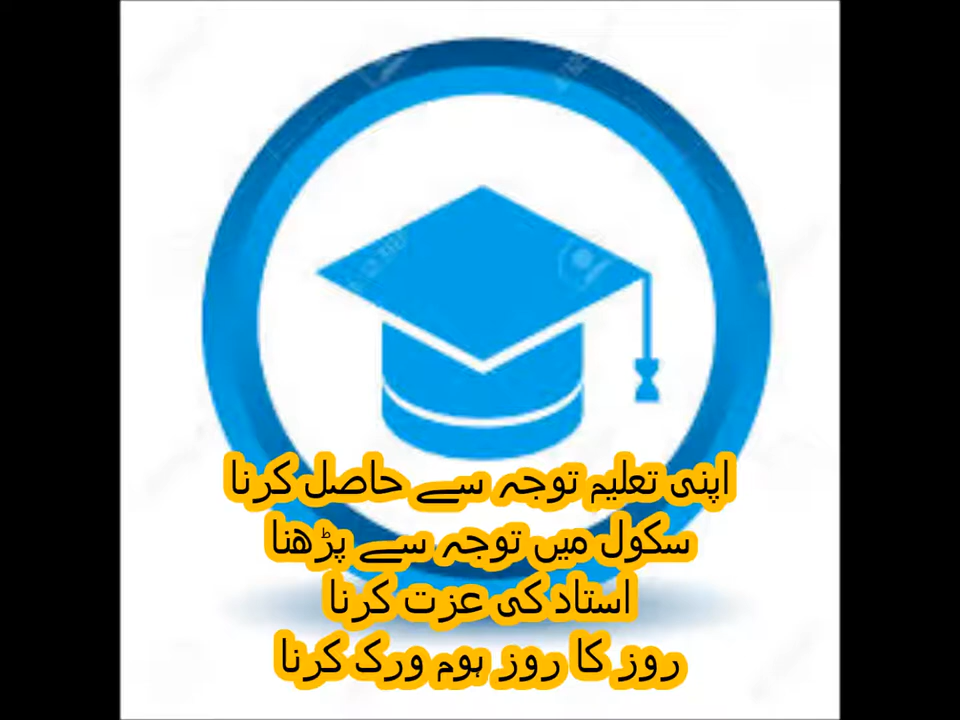 اپنی تعلیم توجہ سے حاصل کرنا
سکول میں توجہ سے پڑھنا
استاد کی عزت کرنا
روز کا روز ہوم ورک کرنا